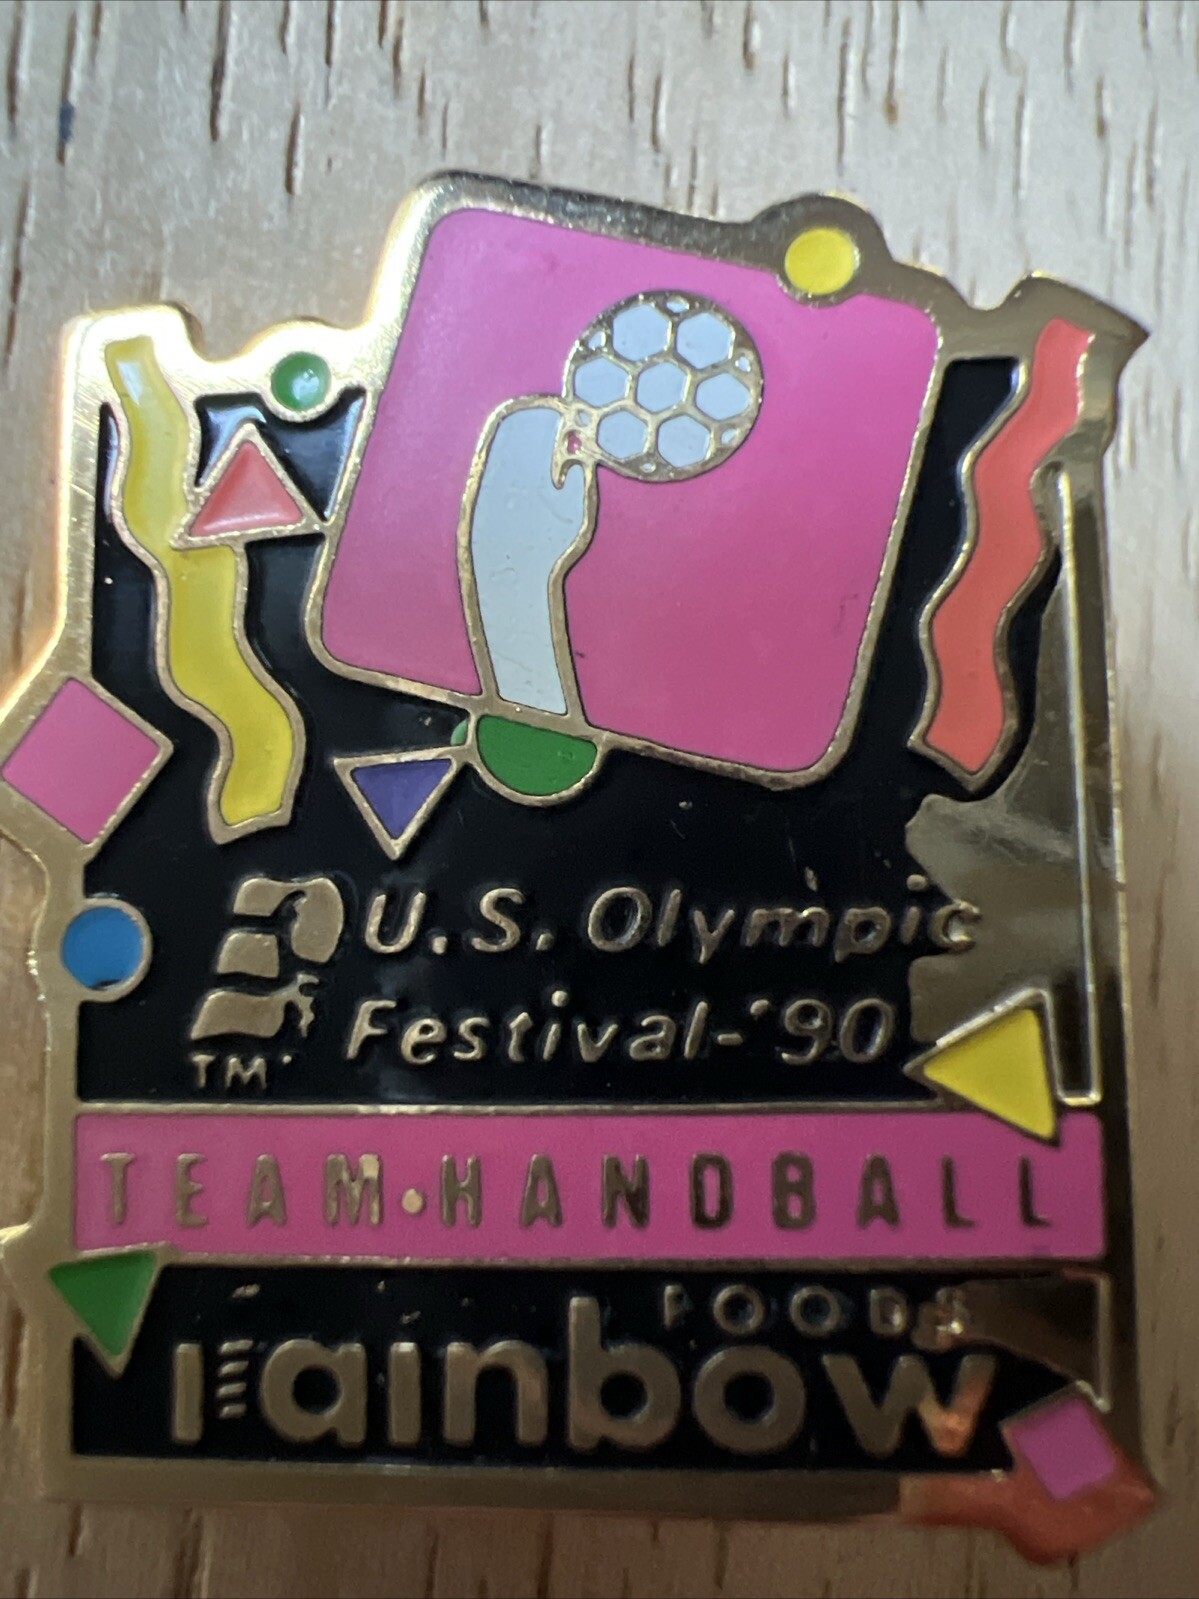 U.S. Olympic
Festival-'90
TM
TEAM·HANDBALL
FOODS
rainbow